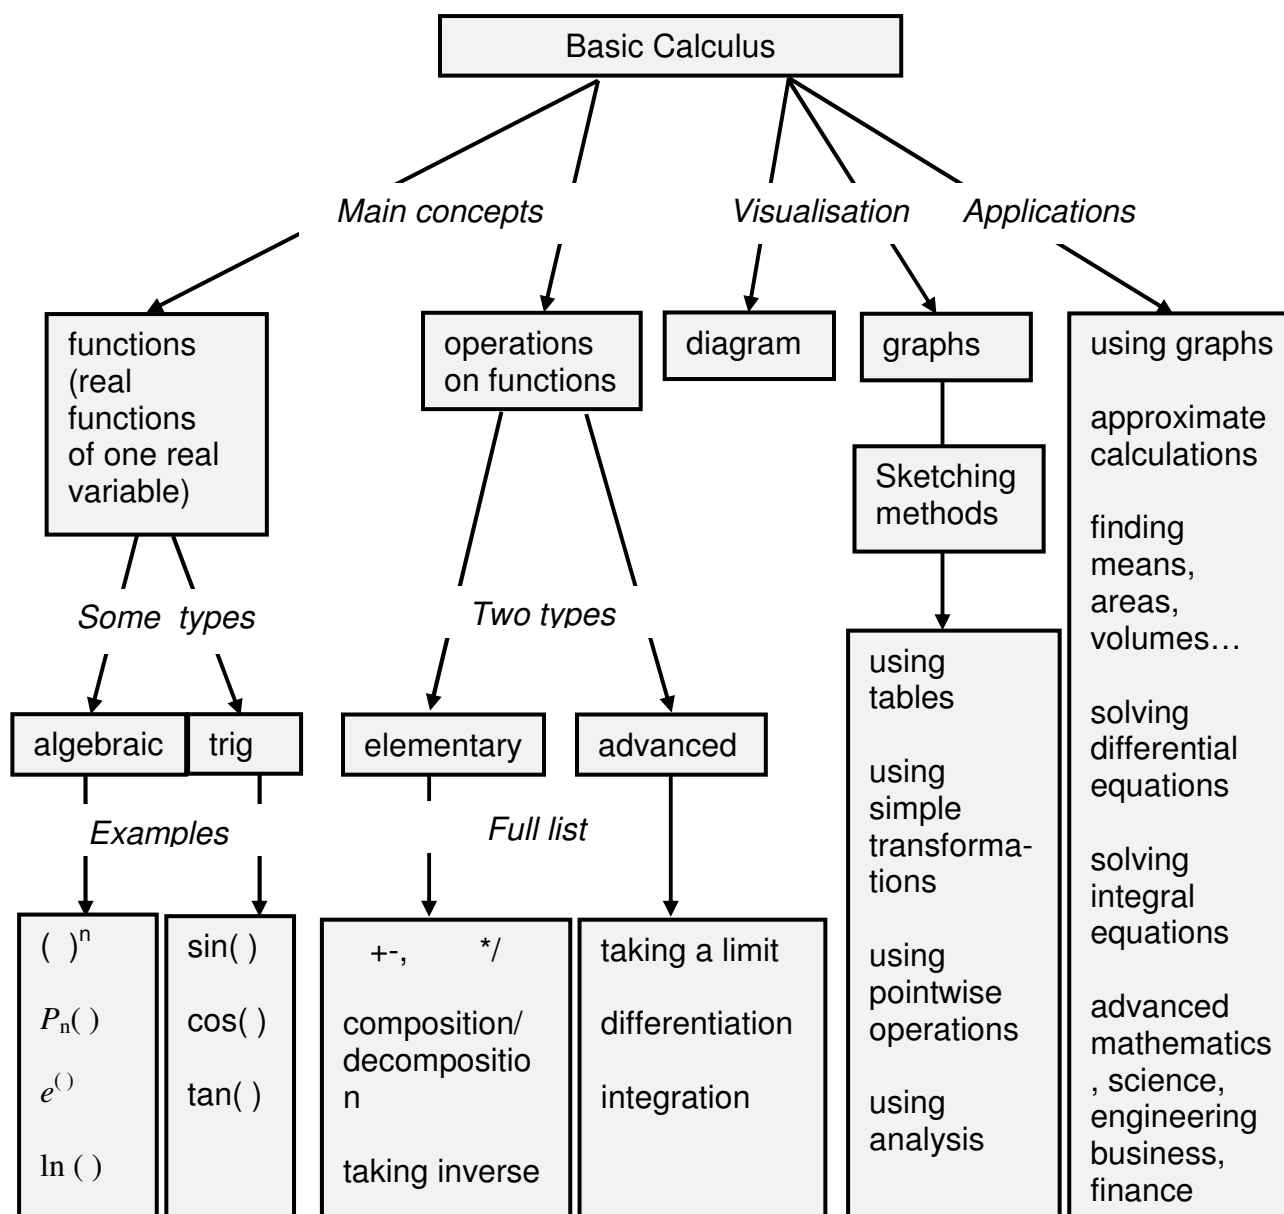 Basic Calculus
Main concepts
Visualisation
Applications
functions
(real
functions
of one real
variable)
operations
on functions
diagram
graphs
Sketching
methods
using graphs
approximate
calculations
finding
means,
areas,
volumes…
solving
differential
equations
solving
integral
equations
advanced
mathematics
, science,
engineering
business,
finance
Some types
Two types
using
tables
using
simple
transforma-
tions
using
pointwise
operations
using
analysis
algebraic
trig
elementary
advanced
Examples
Full list
( )ⁿ
Pₙ( )
e^( )
ln ( )
sin( )
cos( )
tan( )
+-, */
composition/
decompositio
n
taking inverse
taking a limit
differentiation
integration